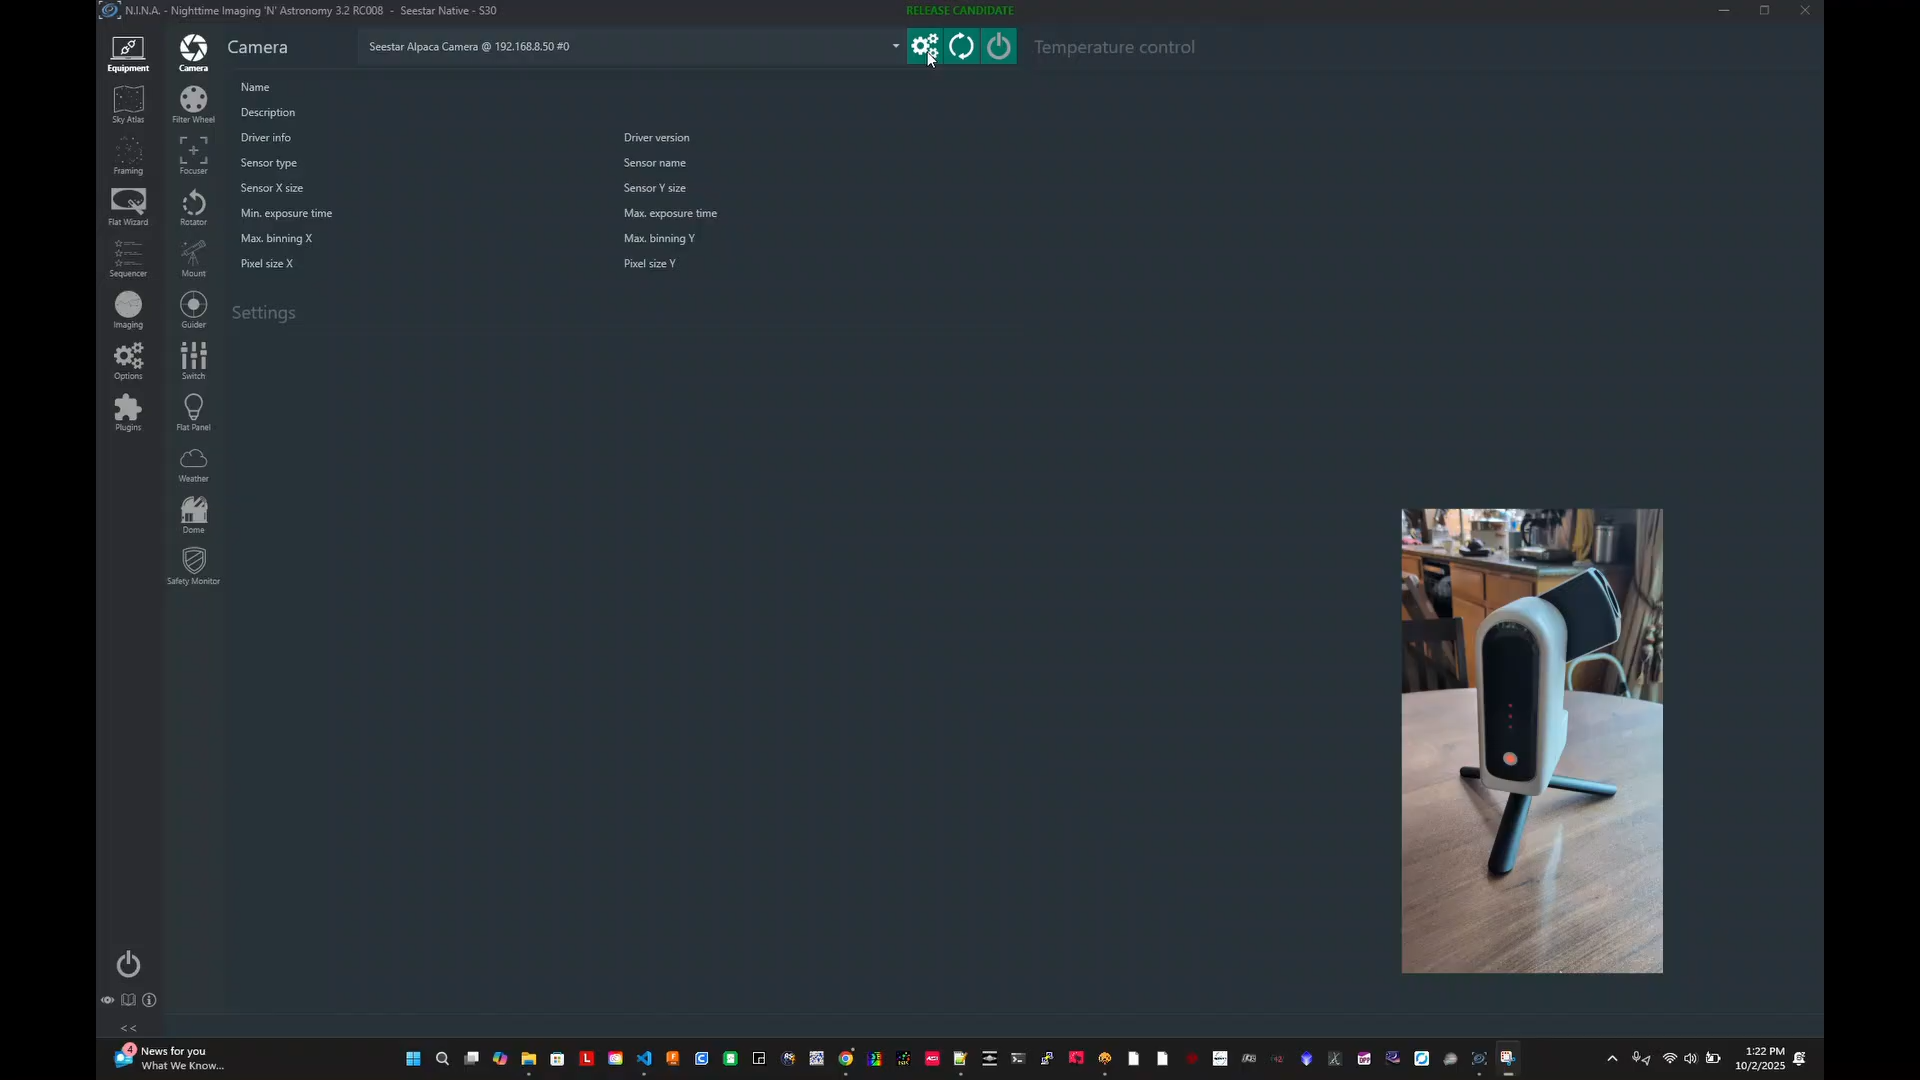 N.I.N.A. - Nighttime Imaging 'N' Astronomy 3.2 RC008 - Seestar Native - S30
RELEASE CANDIDATE
Equipment
Sky Atlas
Framing
Flat Wizard
Sequencer
Imaging
Options
Plugins
<<
Camera
Filter Wheel
Focuser
Rotator
Mount
Guider
Switch
Flat Panel
Weather
Dome
Safety Monitor
Camera
Seestar Alpaca Camera @ 192.168.8.50 #0
Temperature control
Name
Description
Driver info
Driver version
Sensor type
Sensor name
Sensor X size
Sensor Y size
Min. exposure time
Max. exposure time
Max. binning X
Max. binning Y
Pixel size X
Pixel size Y
Settings
4
News for you
What We Know...
1:22 PM
10/2/2025